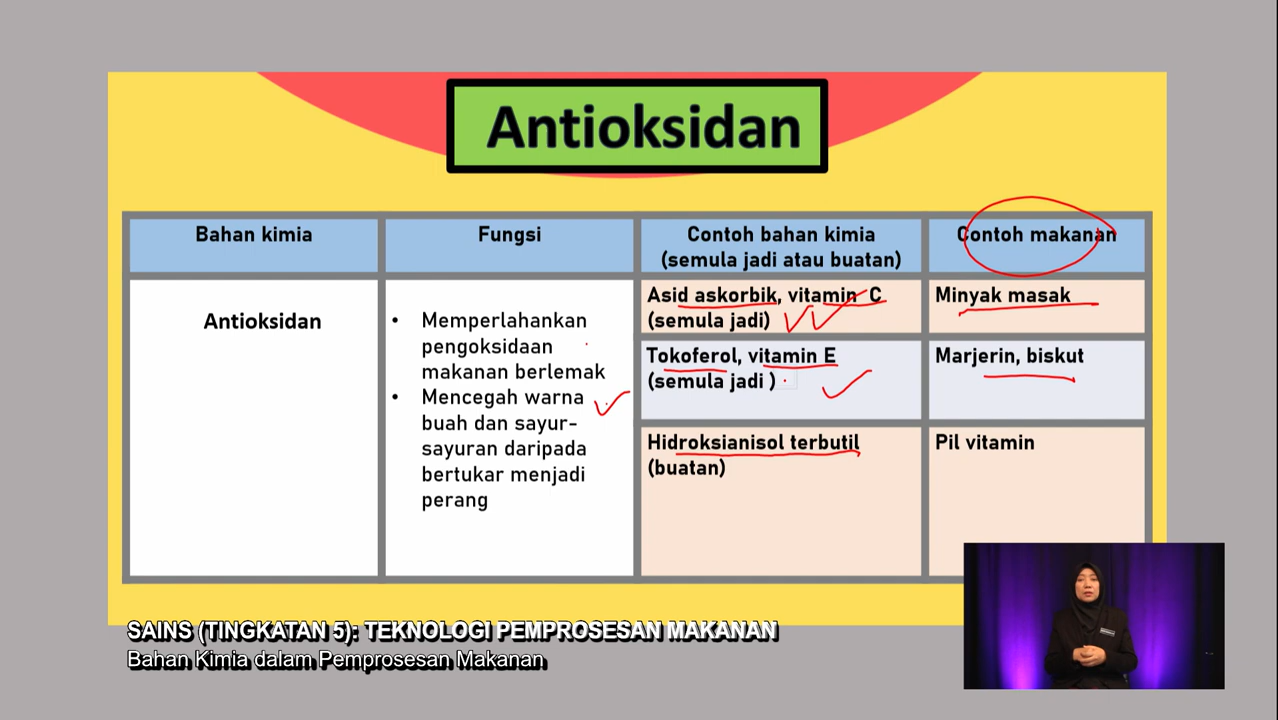 Antioksidan
Bahan kimia
Fungsi
Contoh bahan kimia
(semula jadi atau buatan)
Contoh makanan
Antioksidan
• Memperlahankan
pengoksidaan
makanan berlemak
• Mencegah warna
buah dan sayur-
sayuran daripada
bertukar menjadi
perang
Asid askorbik, vitamin C
(semula jadi)
Minyak masak
Tokoferol, vitamin E
(semula jadi )
Marjerin, biskut
Hidroksianisol terbutil
(buatan)
Pil vitamin
SAINS (TINGKATAN 5): TEKNOLOGI PEMPROSESAN MAKANAN
Bahan Kimia dalam Pemprosesan Makanan